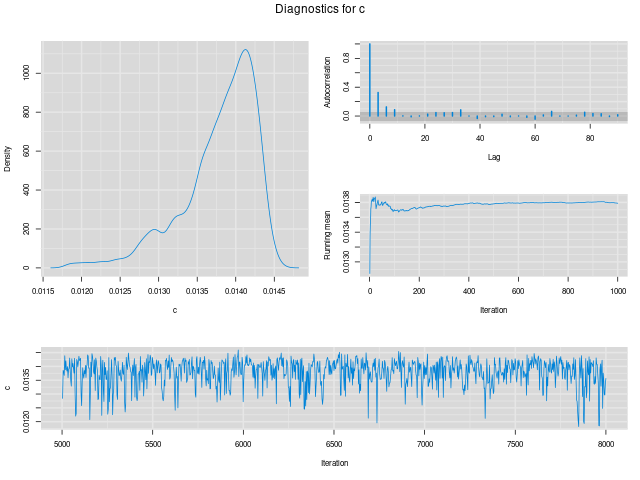 Diagnostics for c
Density
0 200 400 600 800 1000
0.0115 0.0120 0.0125 0.0130 0.0135 0.0140 0.0145
c
Autocorrelation
0.0 0.4 0.8
0 20 40 60 80
Lag
Running mean
0.0130 0.0134 0.0138
0 200 400 600 800 1000
Iteration
c
0.0120 0.0135
5000 5500 6000 6500 7000 7500 8000
Iteration